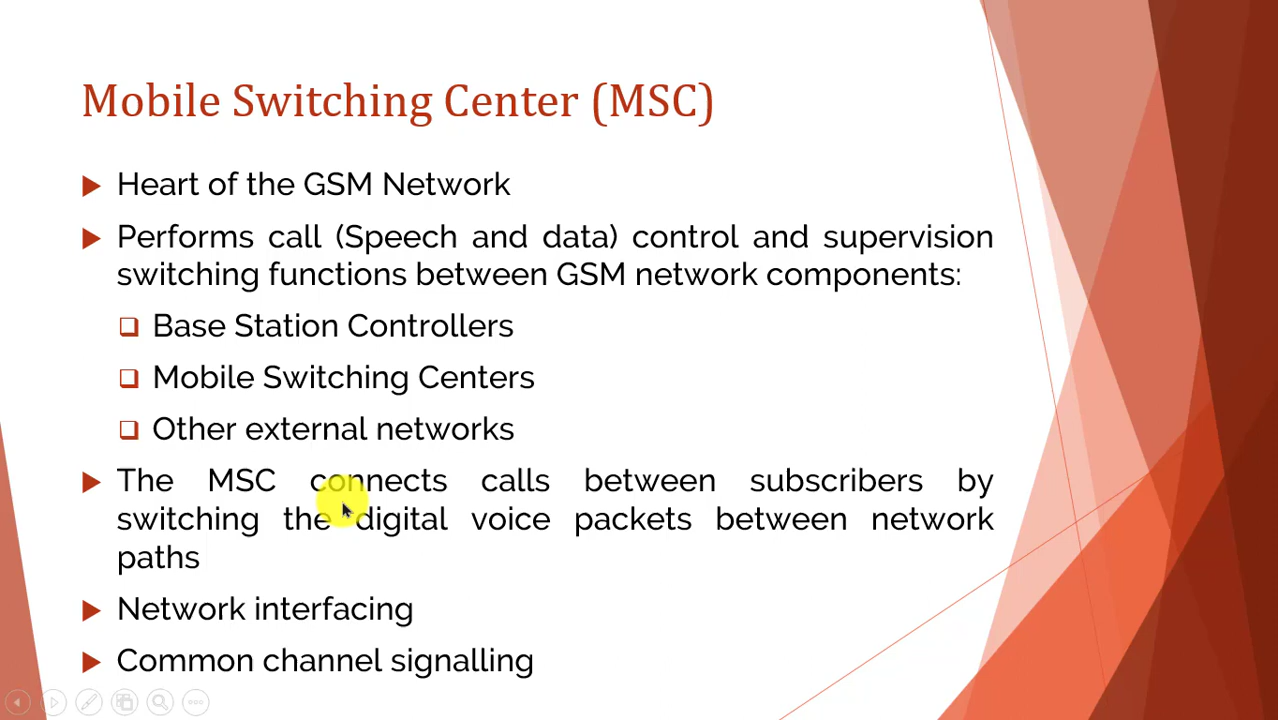 Mobile Switching Center (MSC)
Heart of the GSM Network
Performs call (Speech and data) control and supervision
switching functions between GSM network components:
Base Station Controllers
Mobile Switching Centers
Other external networks
The MSC connects calls between subscribers by
switching the digital voice packets between network
paths
Network interfacing
Common channel signalling